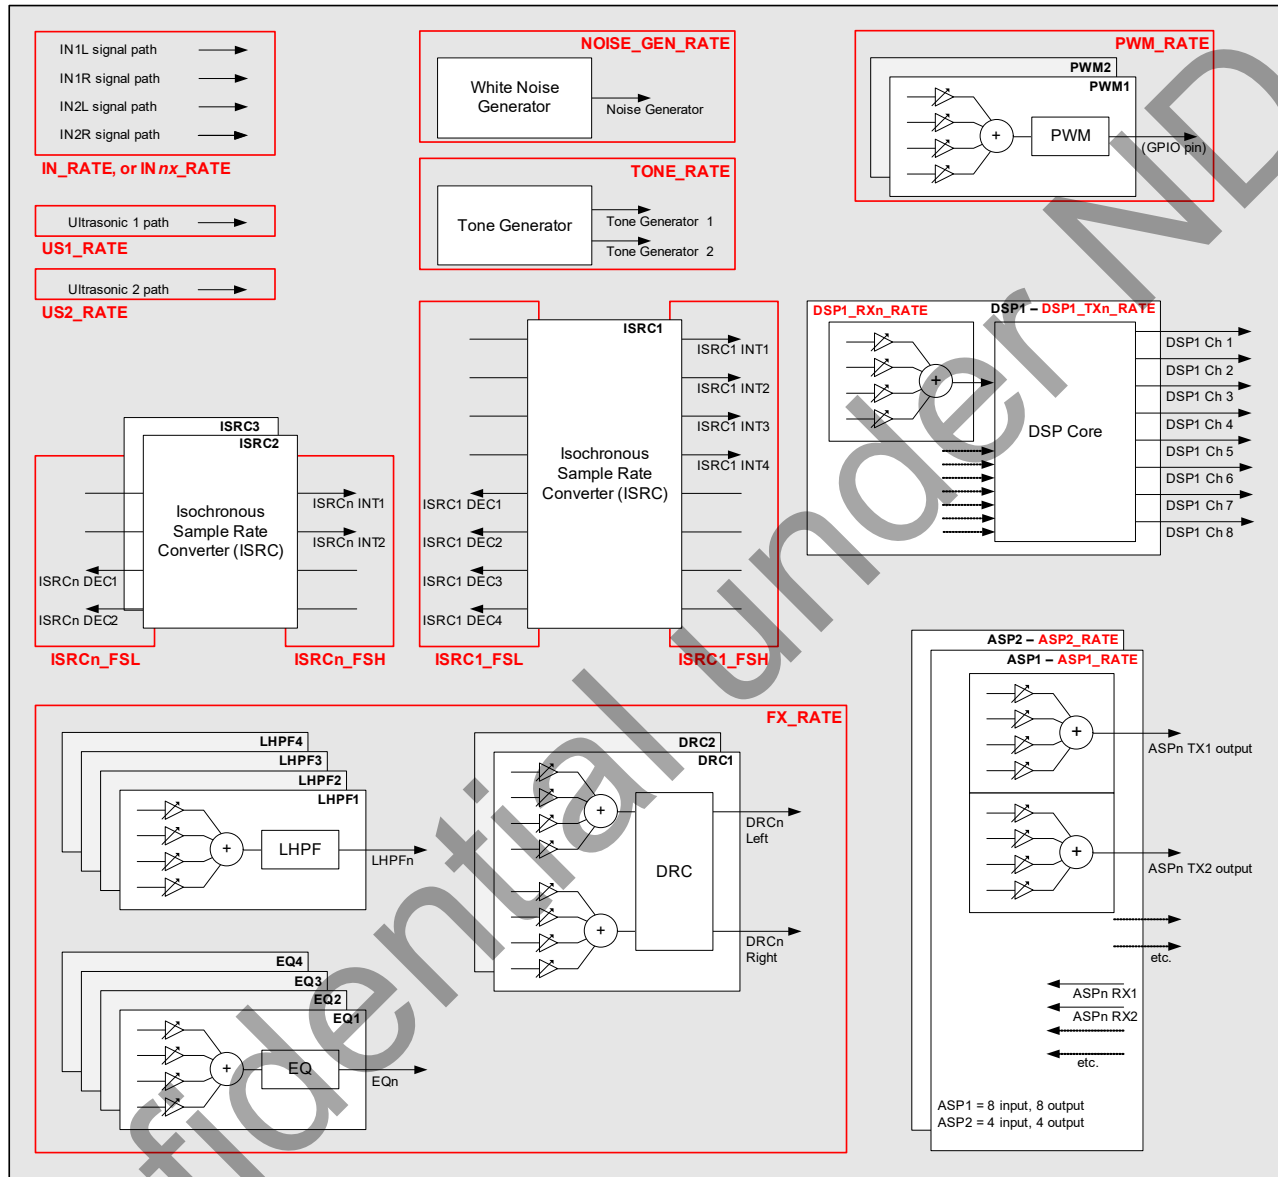 IN1L signal path
IN1R signal path
IN2L signal path
IN2R signal path
IN_RATE, or INnx_RATE
Ultrasonic 1 path
US1_RATE
Ultrasonic 2 path
US2_RATE
NOISE_GEN_RATE
White Noise
Generator
Noise Generator
TONE_RATE
Tone Generator
Tone Generator 1
Tone Generator 2
PWM_RATE
PWM2
PWM1
+
PWM
(GPIO pin)
ISRC3
ISRC2
Isochronous
Sample Rate
Converter (ISRC)
ISRCn INT1
ISRCn INT2
ISRCn DEC1
ISRCn DEC2
ISRCn_FSL
ISRCn_FSH
ISRC1
Isochronous
Sample Rate
Converter (ISRC)
ISRC1 INT1
ISRC1 INT2
ISRC1 INT3
ISRC1 INT4
ISRC1 DEC1
ISRC1 DEC2
ISRC1 DEC3
ISRC1 DEC4
ISRC1_FSL
ISRC1_FSH
DSP1_RXn_RATE
DSP1 – DSP1_TXn_RATE
+
DSP Core
DSP1 Ch 1
DSP1 Ch 2
DSP1 Ch 3
DSP1 Ch 4
DSP1 Ch 5
DSP1 Ch 6
DSP1 Ch 7
DSP1 Ch 8
FX_RATE
LHPF4
LHPF3
LHPF2
LHPF1
+
LHPF
LHPFn
EQ4
EQ3
EQ2
EQ1
+
EQ
EQn
DRC2
DRC1
+
+
DRC
DRCn
Left
DRCn
Right
ASP2 – ASP2_RATE
ASP1 – ASP1_RATE
+
ASPn TX1 output
+
ASPn TX2 output
etc.
ASPn RX1
ASPn RX2
etc.
ASP1 = 8 input, 8 output
ASP2 = 4 input, 4 output
fidential under ND